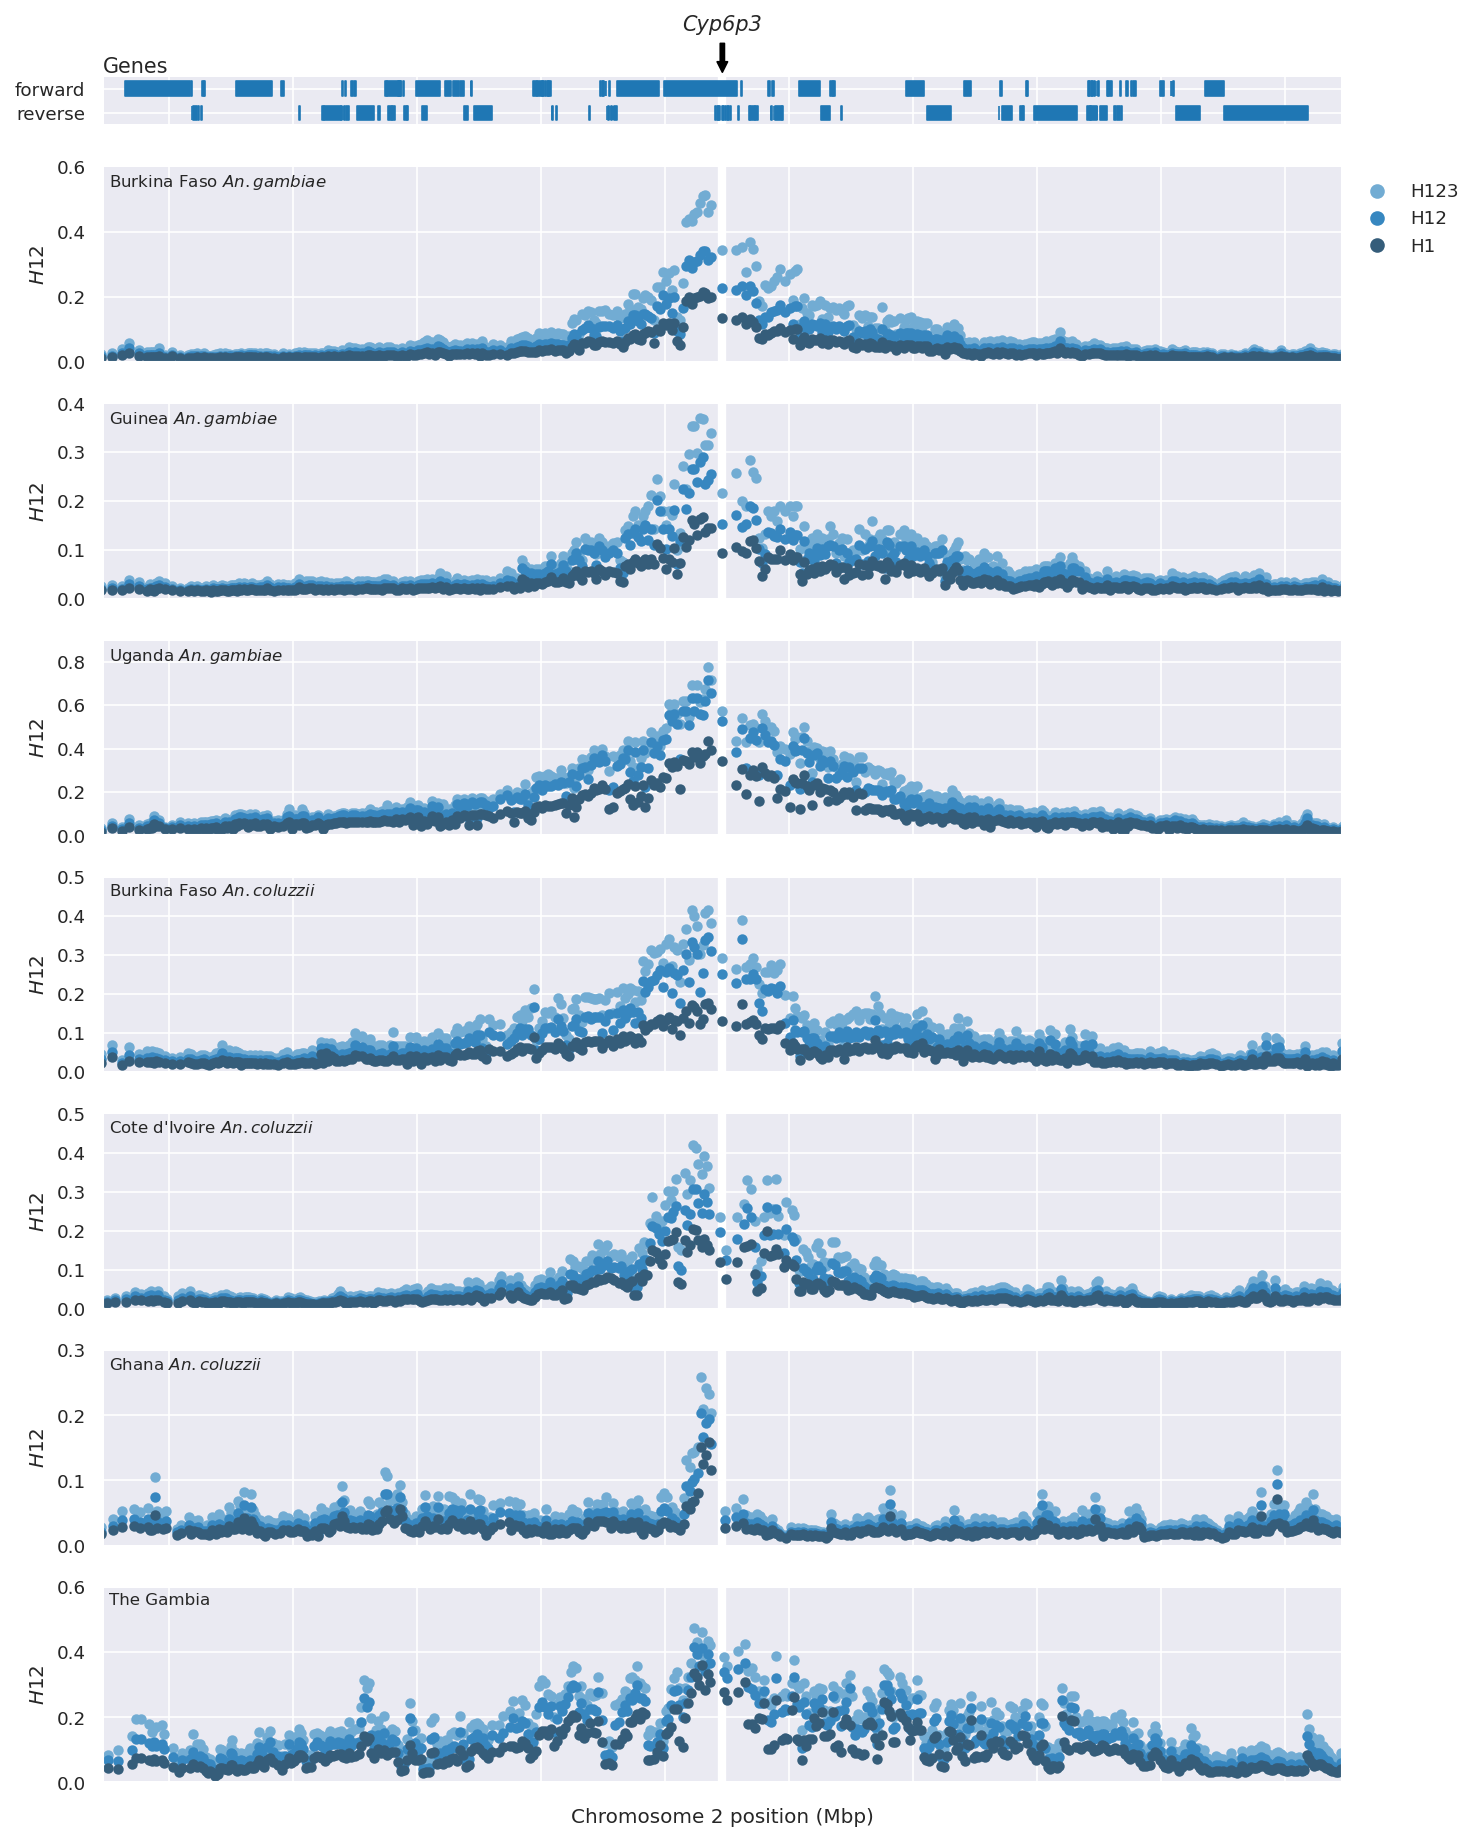 Cyp6p3
Genes
forward
reverse
0.6
0.4
0.2
0.0
H12
Burkina Faso An. gambiae
H123
H12
H1
0.4
0.3
0.2
0.1
0.0
H12
Guinea An. gambiae
0.8
0.6
0.4
0.2
0.0
H12
Uganda An. gambiae
0.5
0.4
0.3
0.2
0.1
0.0
H12
Burkina Faso An. coluzzii
0.5
0.4
0.3
0.2
0.1
0.0
H12
Cote d'Ivoire An. coluzzii
0.3
0.2
0.1
0.0
H12
Ghana An. coluzzii
0.6
0.4
0.2
0.0
H12
The Gambia
Chromosome 2 position (Mbp)